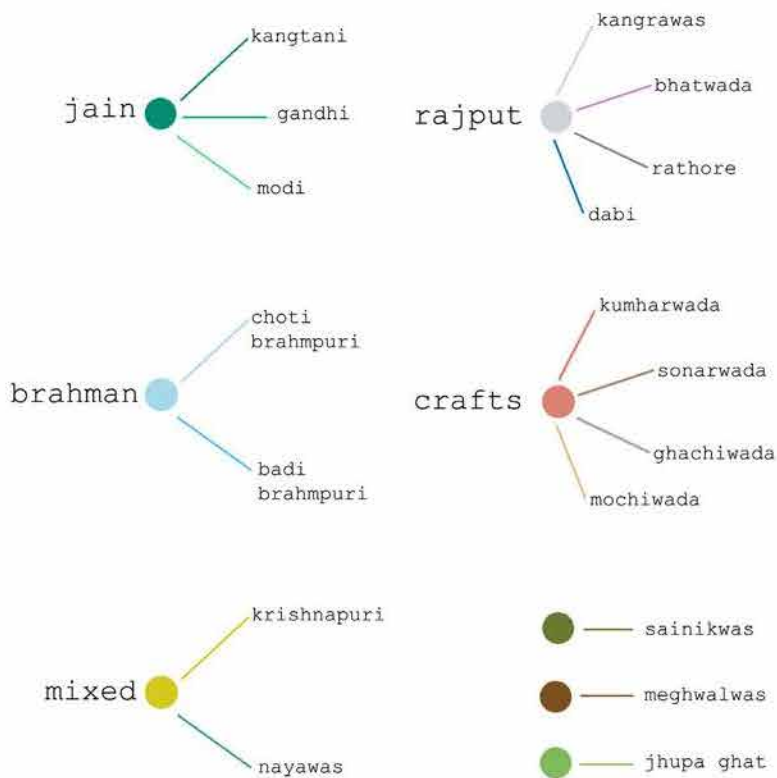 jain
kangtani
gandhi
modi
rajput
kangrawas
bhatwada
rathore
dabi
brahman
choti
brahmpuri
badi
brahmpuri
crafts
kumharwada
sonarwada
ghachiwada
mochiwada
mixed
krishnapuri
nayawas
sainikwas
meghwalwas
jhupa ghat